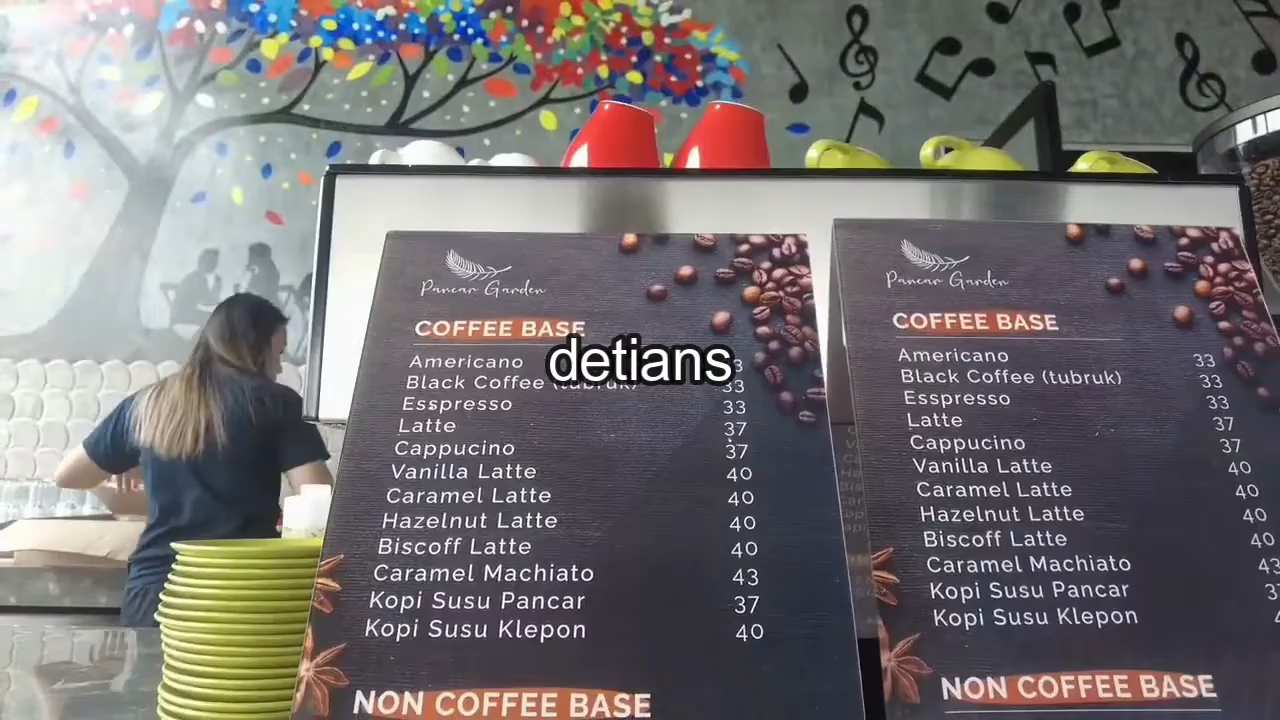 Pancar Garden
COFFEE BASE
Americano 33
Black Coffee (tubruk) 33
Esspresso 33
Latte 37
Cappucino 37
Vanilla Latte 40
Caramel Latte 40
Hazelnut Latte 40
Biscoff Latte 40
Caramel Machiato 43
Kopi Susu Pancar 37
Kopi Susu Klepon 40
NON COFFEE BASE
detians
Pancar Garden
COFFEE BASE
Americano 33
Black Coffee (tubruk) 33
Esspresso 33
Latte 37
Cappucino 37
Vanilla Latte 40
Caramel Latte 40
Hazelnut Latte 40
Biscoff Latte 40
Caramel Machiato 43
Kopi Susu Pancar
Kopi Susu Klepon
NON COFFEE BASE